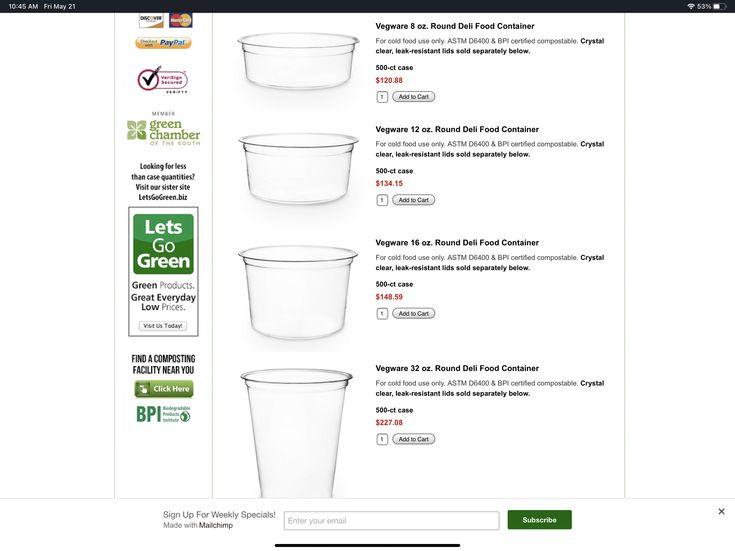 10:45 AM Fri May 21
53%
DISCOVER
MasterCard
Checkout
with PayPal
VeriSign
Secured
VERIFY
MEMBER
green
chamber
OF THE SOUTH
Looking for less
than case quantities?
Visit our sister site
LetsGoGreen.biz
Lets
Go
Green
Green Products.
Great Everyday
Low Prices.
Visit Us Today!
FIND A COMPOSTING
FACILITY NEAR YOU
Click Here
BPI Biodegradable
Products
Institute
Vegware 8 oz. Round Deli Food Container
For cold food use only. ASTM D6400 & BPI certified compostable. Crystal
clear, leak-resistant lids sold separately below.
500-ct case
$120.88
1 Add to Cart
Vegware 12 oz. Round Deli Food Container
For cold food use only. ASTM D6400 & BPI certified compostable. Crystal
clear, leak-resistant lids sold separately below.
500-ct case
$134.15
1 Add to Cart
Vegware 16 oz. Round Deli Food Container
For cold food use only. ASTM D6400 & BPI certified compostable. Crystal
clear, leak-resistant lids sold separately below.
500-ct case
$148.59
1 Add to Cart
Vegware 32 oz. Round Deli Food Container
For cold food use only. ASTM D6400 & BPI certified compostable. Crystal
clear, leak-resistant lids sold separately below.
500-ct case
$227.08
1 Add to Cart
Sign Up For Weekly Specials!
Made with Mailchimp
Enter your email
Subscribe